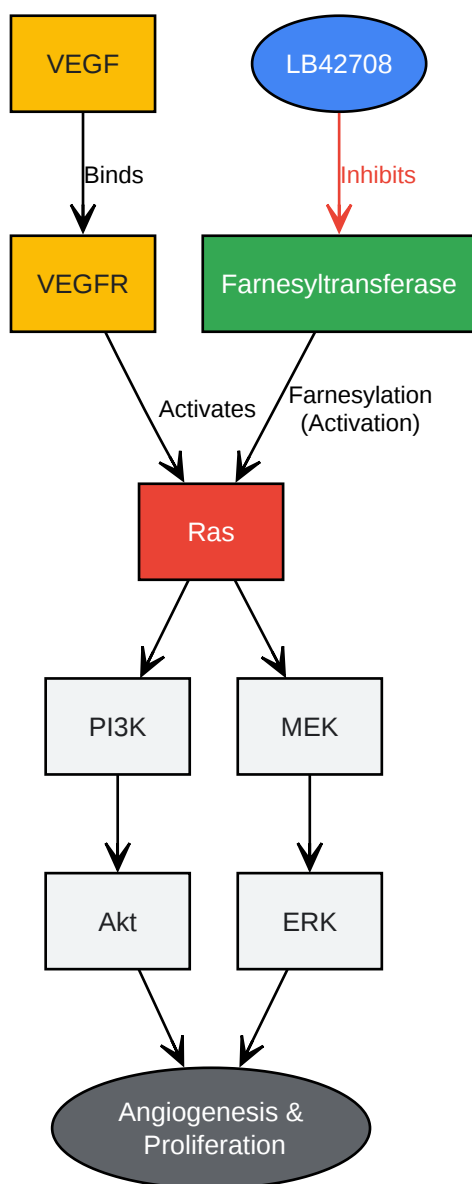 VEGF
LB42708
Binds
Inhibits
VEGFR
Farnesyltransferase
Activates
Farnesylation
(Activation)
Ras
PI3K
MEK
Akt
ERK
Angiogenesis &
Proliferation